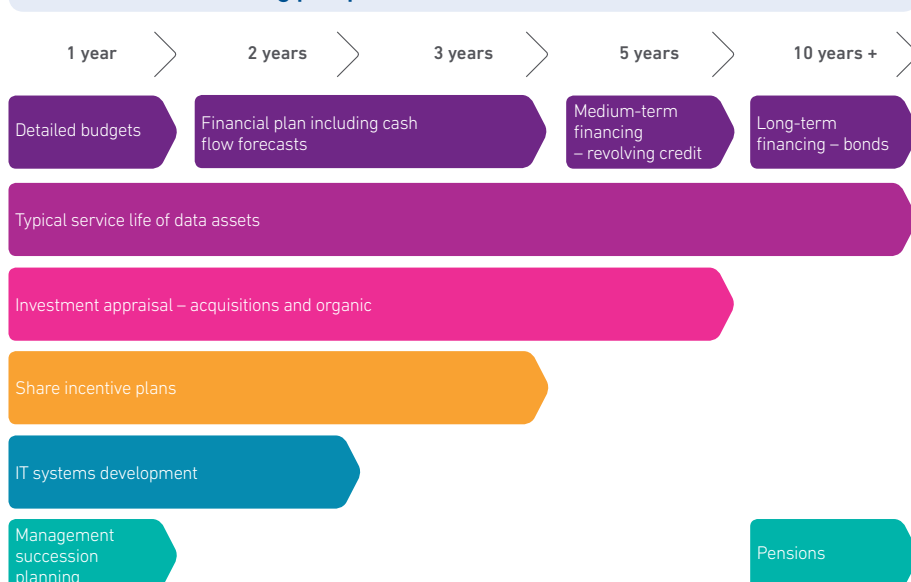 1 year
2 years
3 years
5 years
10 years +
Detailed budgets
Financial plan including cash
flow forecasts
Medium-term
financing
– revolving credit
Long-term
financing – bonds
Typical service life of data assets
Investment appraisal – acquisitions and organic
Share incentive plans
IT systems development
Management
succession
planning
Pensions